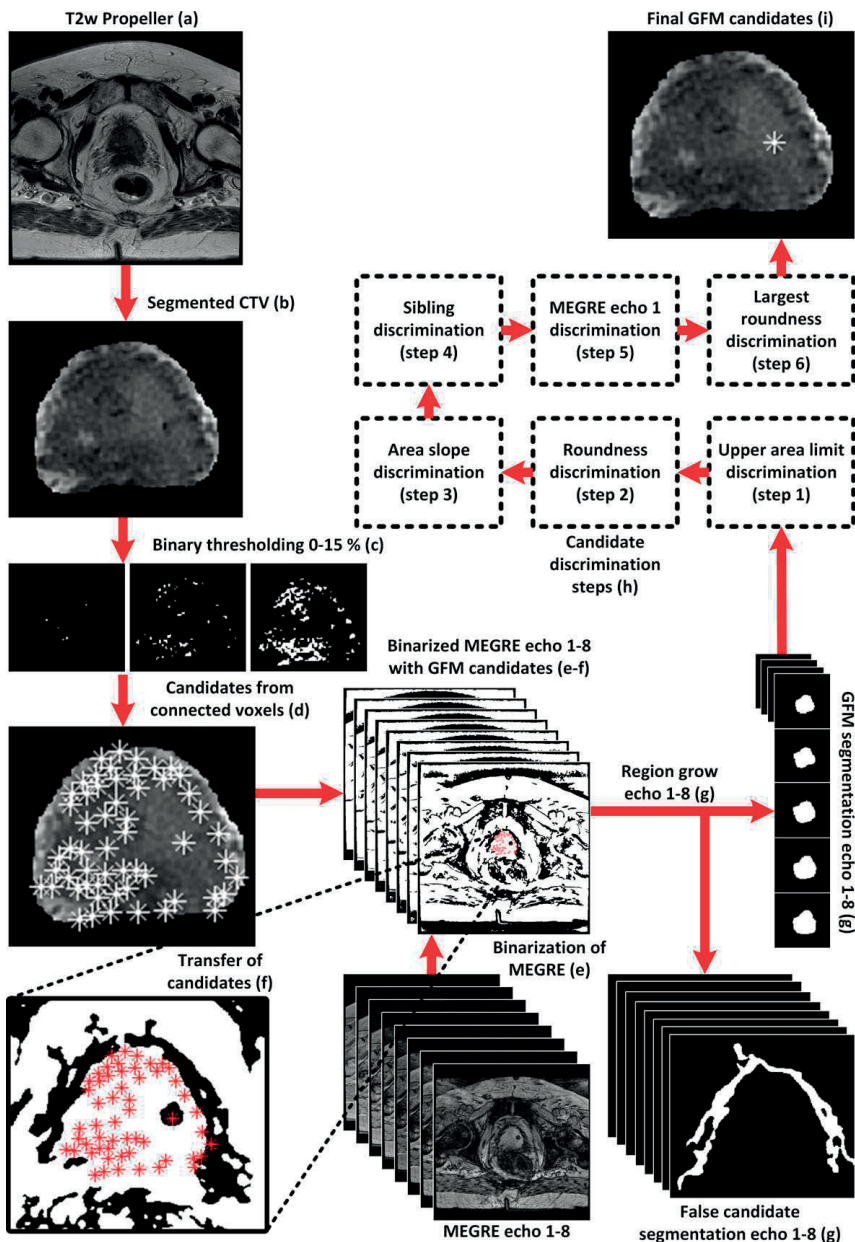 T2w Propeller (a)
Final GFM candidates (i)
Segmented CTV (b)
Sibling
discrimination
(step 4)
MEGRE echo 1
discrimination
(step 5)
Largest
roundness
discrimination
(step 6)
Area slope
discrimination
(step 3)
Roundness
discrimination
(step 2)
Upper area limit
discrimination
(step 1)
Binary thresholding 0-15 % (c)
Candidate
discrimination
steps (h)
Binarized MEGRE echo 1-8
with GFM candidates (e-f)
Candidates from
connected voxels (d)
Region grow
echo 1-8 (g)
GFM segmentation echo 1-8 (g)
Transfer of
candidates (f)
Binarization of
MEGRE (e)
MEGRE echo 1-8
False candidate
segmentation echo 1-8 (g)